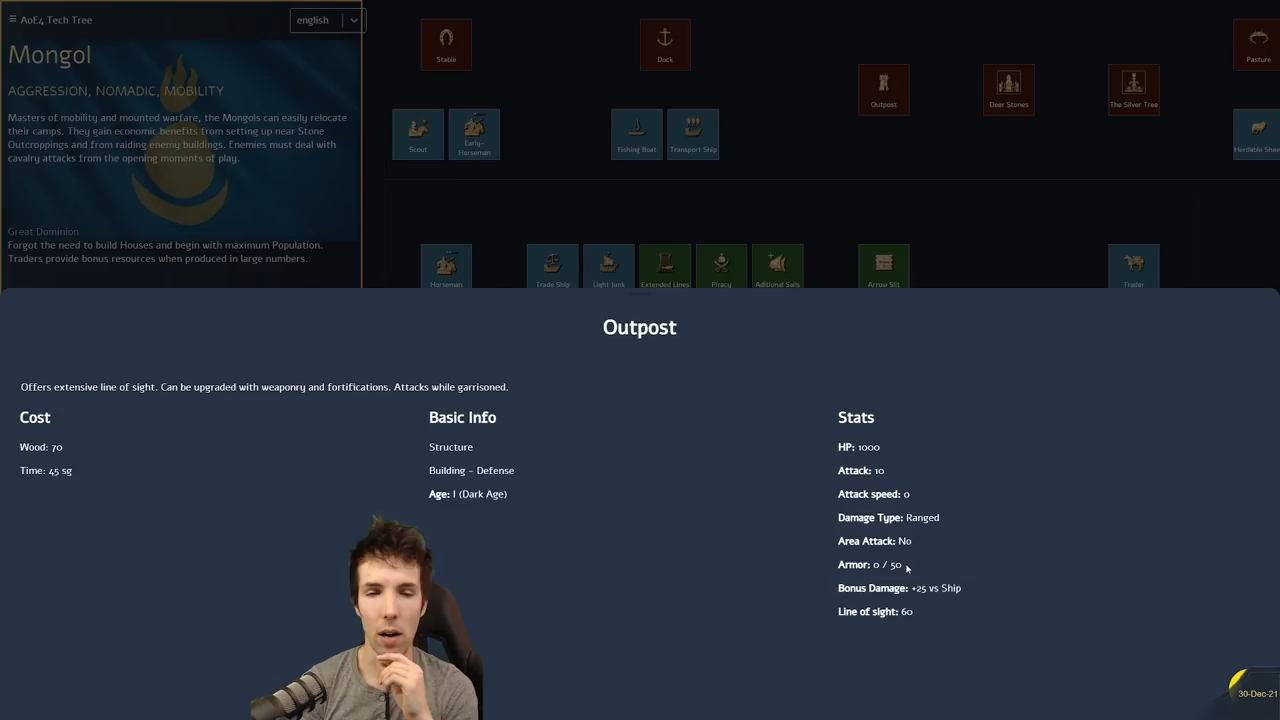 AoE4 Tech Tree
english
Mongol
AGGRESSION, NOMADIC, MOBILITY
Masters of mobility and mounted warfare, the Mongols can easily relocate
their camps. They gain economic benefits from setting up near Stone
Outcroppings and from raiding enemy buildings. Enemies must deal with
cavalry attacks from the opening moments of play.
Great Dominion
Forgot the need to build Houses and begin with maximum Population.
Traders provide bonus resources when produced in large numbers.
Stable
Dock
Pasture
Outpost
Deer Stones
The Silver Tree
Scout
Early-
Horseman
Fishing Boat
Transport Ship
Herdable Shee
Horseman
Trade Ship
Light Junk
Extended Lines
Piracy
Aditional Sails
Arrow Slit
Trader
Outpost
Offers extensive line of sight. Can be upgraded with weaponry and fortifications. Attacks while garrisoned.
Cost
Wood: 70
Time: 45 sg
Basic Info
Structure
Building - Defense
Age: I (Dark Age)
Stats
HP: 1000
Attack: 10
Attack speed: 0
Damage Type: Ranged
Area Attack: No
Armor: 0 / 50
Bonus Damage: +25 vs Ship
Line of sight: 60
30-Dec-21